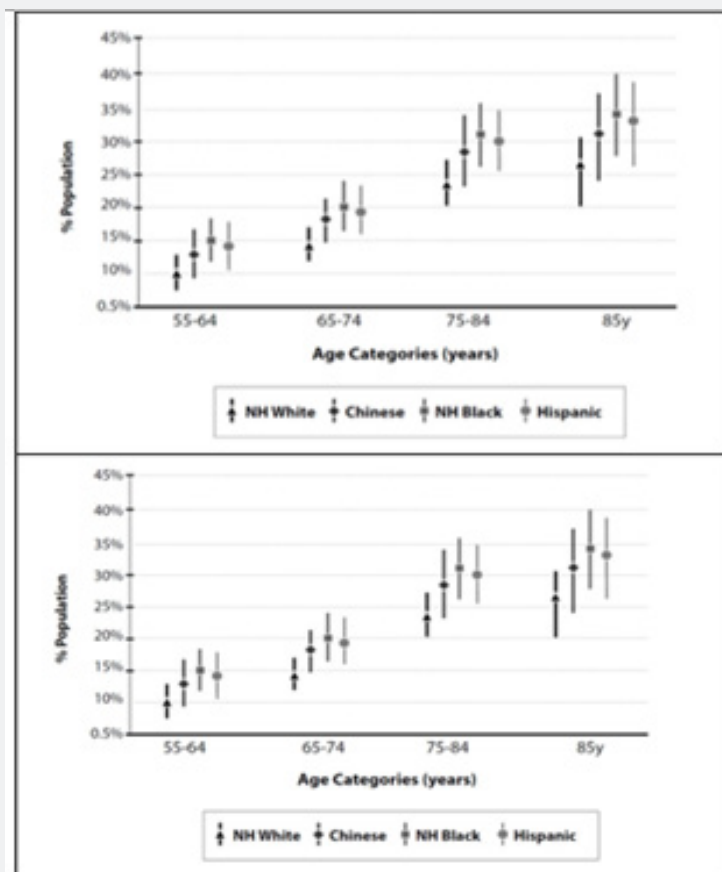 45%
40%
35%
30%
25%
20%
15%
10%
0.5%
% Population
55-64 65-74 75-84 85y
Age Categories (years)
NH White Chinese NH Black Hispanic
45%
40%
35%
30%
25%
20%
15%
10%
0.5%
% Population
55-64 65-74 75-84 85y
Age Categories (years)
NH White Chinese NH Black Hispanic